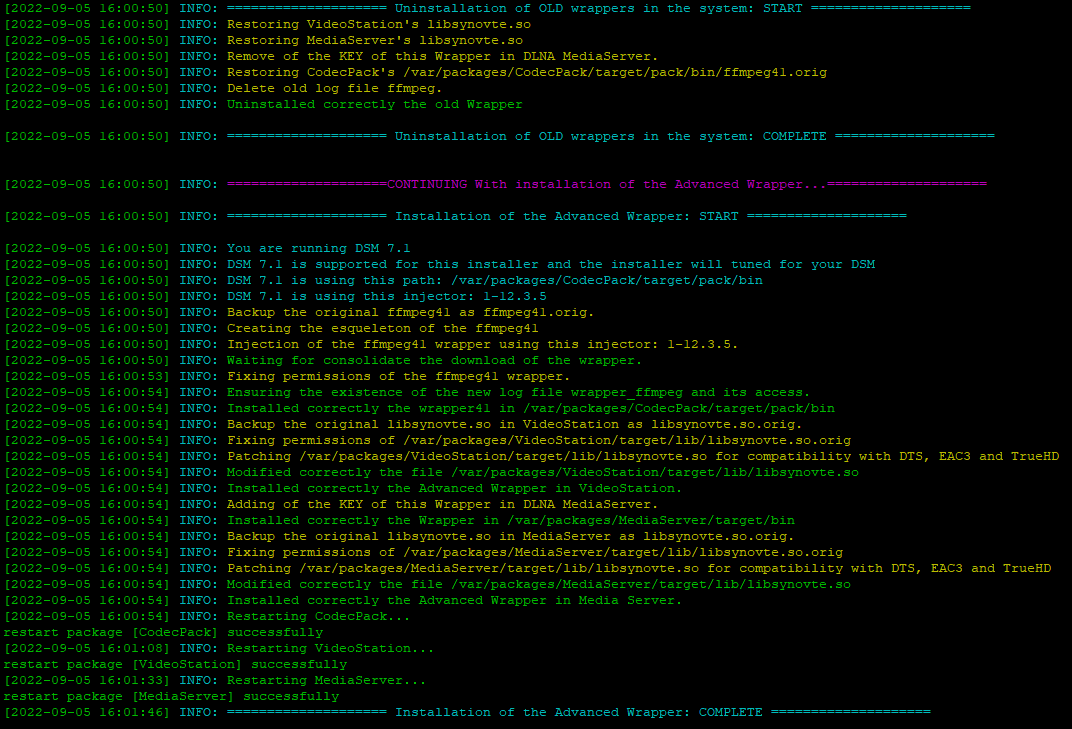 [2022-09-05 16:00:50] INFO: ==================== Uninstallation of OLD wrappers in the system: START ====================
[2022-09-05 16:00:50] INFO: Restoring VideoStation's libsynovte.so
[2022-09-05 16:00:50] INFO: Restoring MediaServer's libsynovte.so
[2022-09-05 16:00:50] INFO: Remove of the KEY of this Wrapper in DLNA MediaServer.
[2022-09-05 16:00:50] INFO: Restoring CodecPack's /var/packages/CodecPack/target/pack/bin/ffmpeg41.orig
[2022-09-05 16:00:50] INFO: Delete old log file ffmpeg.
[2022-09-05 16:00:50] INFO: Uninstalled correctly the old Wrapper
[2022-09-05 16:00:50] INFO: ==================== Uninstallation of OLD wrappers in the system: COMPLETE ====================
[2022-09-05 16:00:50] INFO: ====================CONTINUING With installation of the Advanced Wrapper...====================
[2022-09-05 16:00:50] INFO: ==================== Installation of the Advanced Wrapper: START ====================
[2022-09-05 16:00:50] INFO: You are running DSM 7.1
[2022-09-05 16:00:50] INFO: DSM 7.1 is supported for this installer and the installer will tuned for your DSM
[2022-09-05 16:00:50] INFO: DSM 7.1 is using this path: /var/packages/CodecPack/target/pack/bin
[2022-09-05 16:00:50] INFO: DSM 7.1 is using this injector: 1-12.3.5
[2022-09-05 16:00:50] INFO: Backup the original ffmpeg41 as ffmpeg41.orig.
[2022-09-05 16:00:50] INFO: Creating the esqueleton of the ffmpeg41
[2022-09-05 16:00:50] INFO: Injection of the ffmpeg41 wrapper using this injector: 1-12.3.5.
[2022-09-05 16:00:50] INFO: Waiting for consolidate the download of the wrapper.
[2022-09-05 16:00:53] INFO: Fixing permissions of the ffmpeg41 wrapper.
[2022-09-05 16:00:54] INFO: Ensuring the existence of the new log file wrapper_ffmpeg and its access.
[2022-09-05 16:00:54] INFO: Installed correctly the wrapper41 in /var/packages/CodecPack/target/pack/bin
[2022-09-05 16:00:54] INFO: Backup the original libsynovte.so in VideoStation as libsynovte.so.orig.
[2022-09-05 16:00:54] INFO: Fixing permissions of /var/packages/VideoStation/target/lib/libsynovte.so.orig
[2022-09-05 16:00:54] INFO: Patching /var/packages/VideoStation/target/lib/libsynovte.so for compatibility with DTS, EAC3 and TrueHD
[2022-09-05 16:00:54] INFO: Modified correctly the file /var/packages/VideoStation/target/lib/libsynovte.so
[2022-09-05 16:00:54] INFO: Installed correctly the Advanced Wrapper in VideoStation.
[2022-09-05 16:00:54] INFO: Adding of the KEY of this Wrapper in DLNA MediaServer.
[2022-09-05 16:00:54] INFO: Installed correctly the Wrapper in /var/packages/MediaServer/target/bin
[2022-09-05 16:00:54] INFO: Backup the original libsynovte.so in MediaServer as libsynovte.so.orig.
[2022-09-05 16:00:54] INFO: Fixing permissions of /var/packages/MediaServer/target/lib/libsynovte.so.orig
[2022-09-05 16:00:54] INFO: Patching /var/packages/MediaServer/target/lib/libsynovte.so for compatibility with DTS, EAC3 and TrueHD
[2022-09-05 16:00:54] INFO: Modified correctly the file /var/packages/MediaServer/target/lib/libsynovte.so
[2022-09-05 16:00:54] INFO: Installed correctly the Advanced Wrapper in Media Server.
[2022-09-05 16:00:54] INFO: Restarting CodecPack...
restart package [CodecPack] successfully
[2022-09-05 16:01:08] INFO: Restarting VideoStation...
restart package [VideoStation] successfully
[2022-09-05 16:01:33] INFO: Restarting MediaServer...
restart package [MediaServer] successfully
[2022-09-05 16:01:46] INFO: ==================== Installation of the Advanced Wrapper: COMPLETE ====================